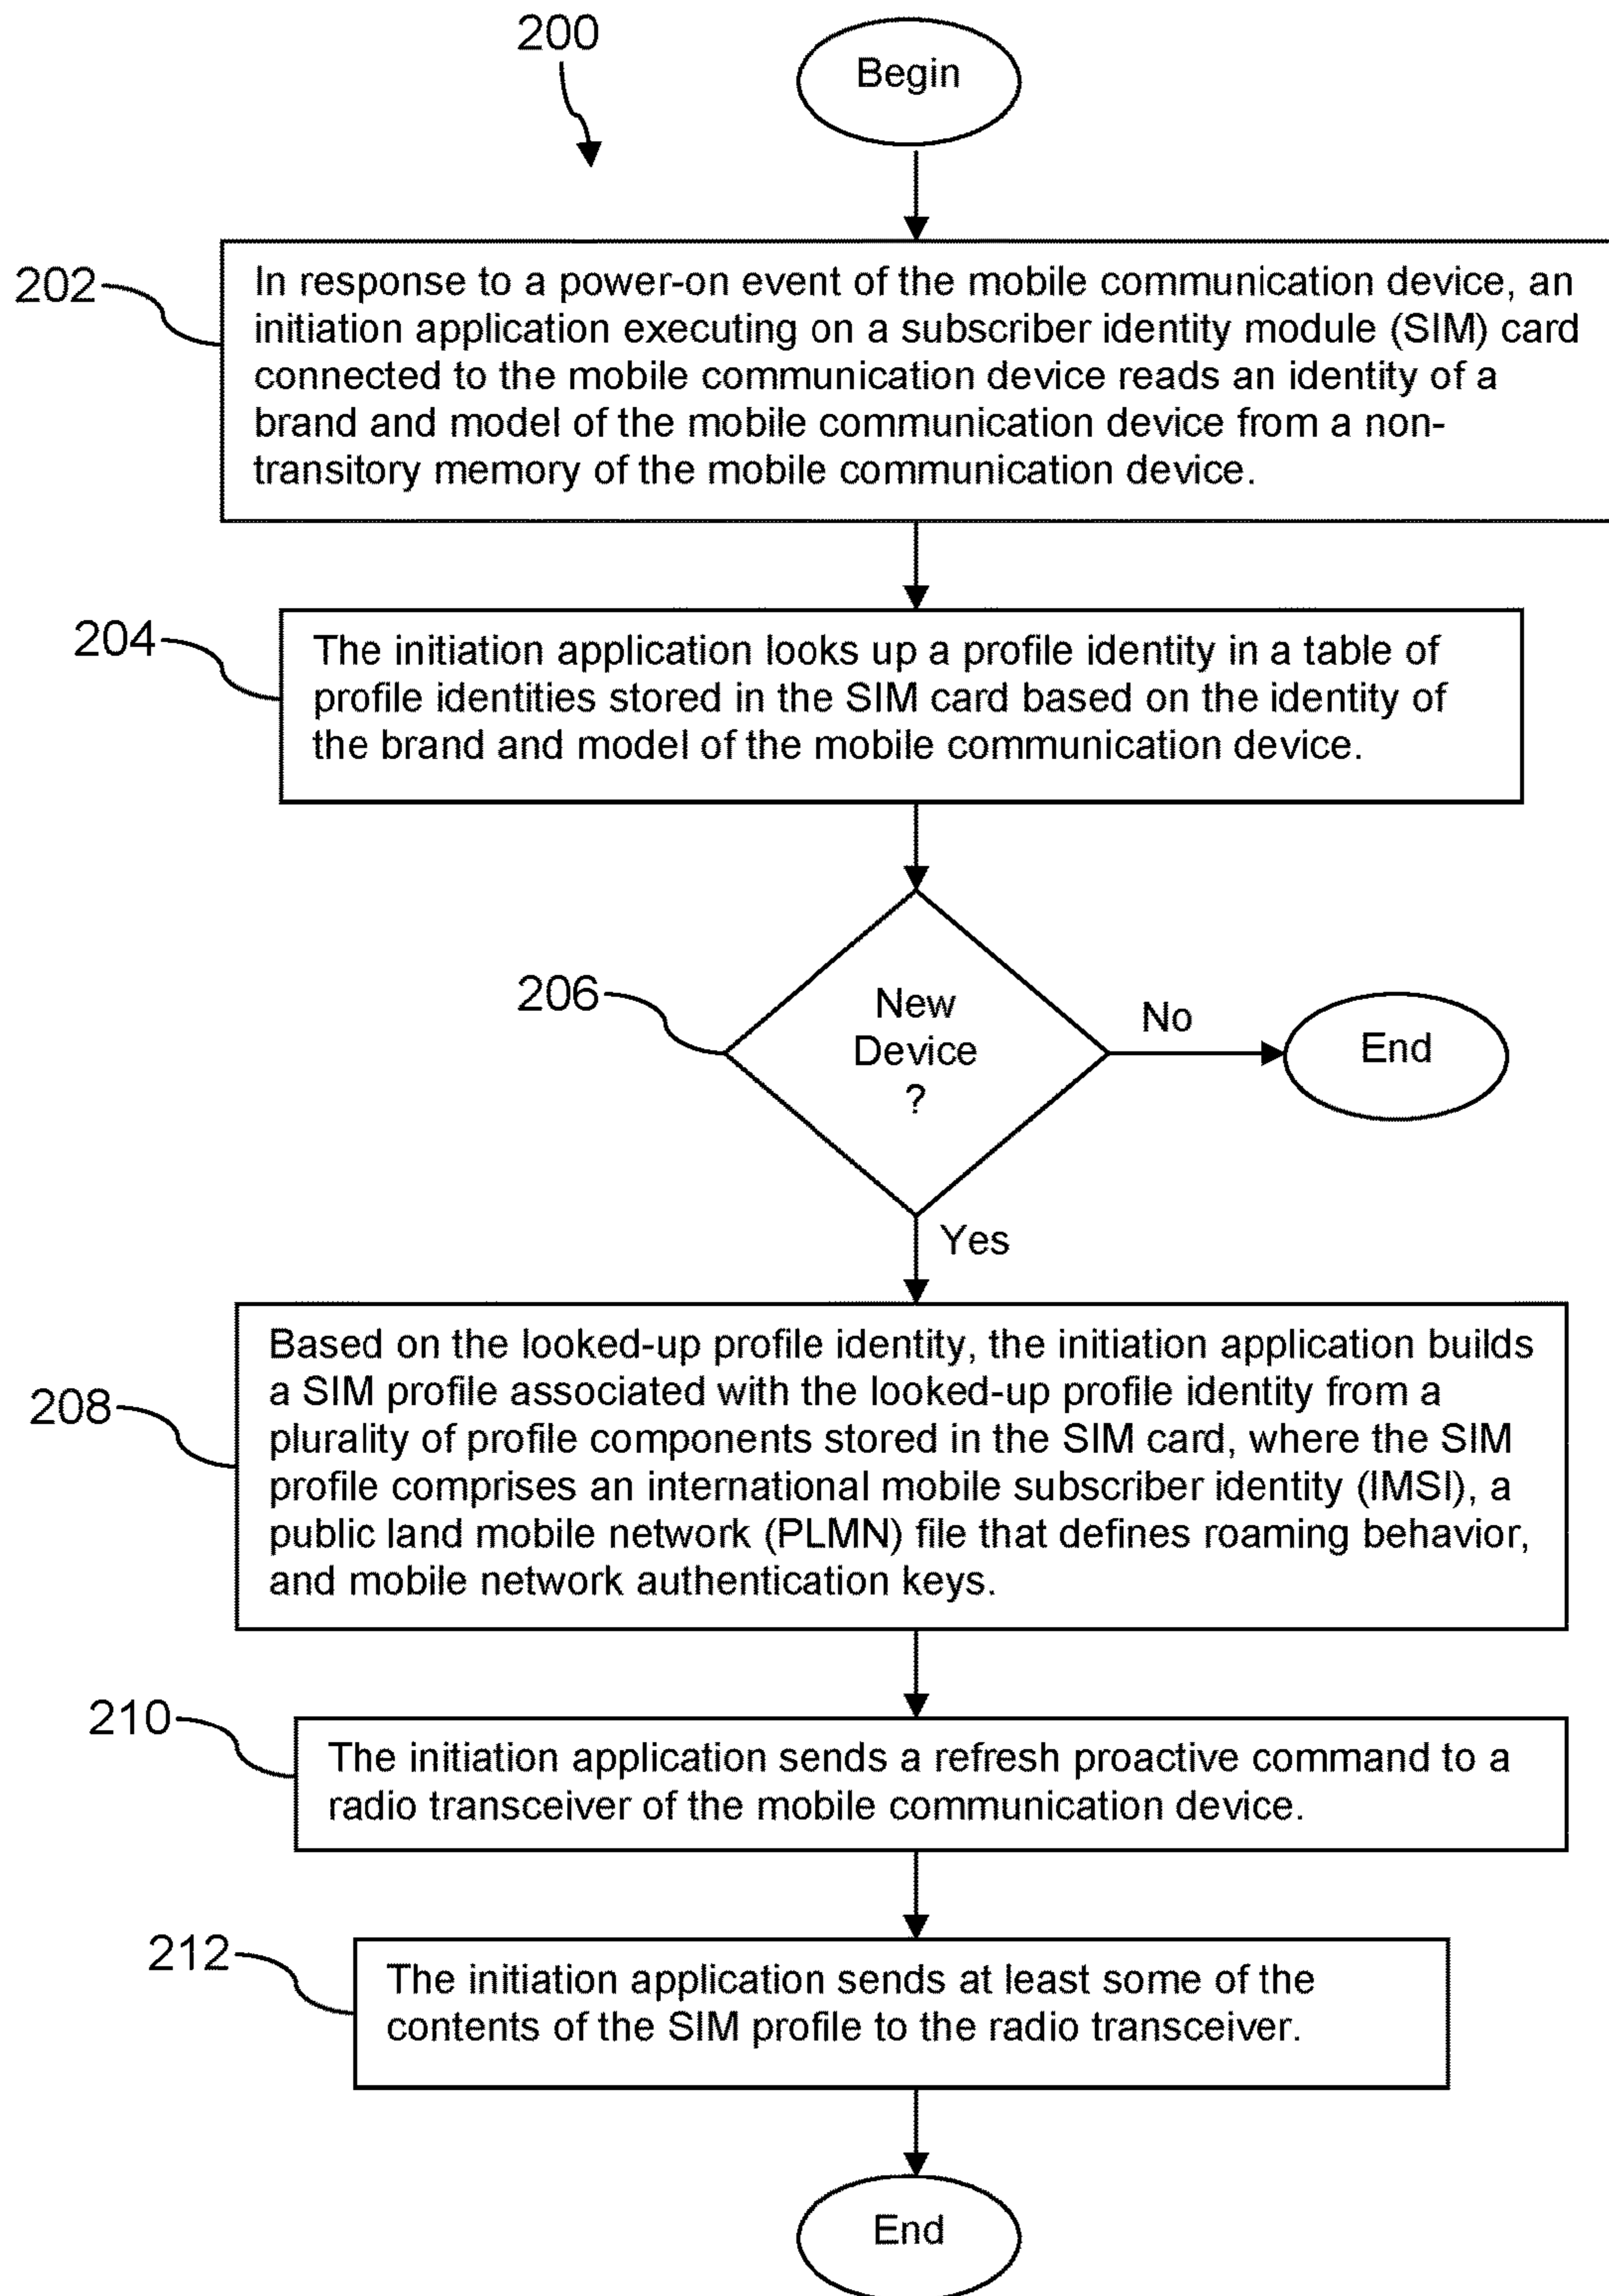 200
Begin
202
In response to a power-on event of the mobile communication device, an
initiation application executing on a subscriber identity module (SIM) card
connected to the mobile communication device reads an identity of a
brand and model of the mobile communication device from a non-
transitory memory of the mobile communication device.
204
The initiation application looks up a profile identity in a table of
profile identities stored in the SIM card based on the identity of
the brand and model of the mobile communication device.
206
New
Device
?
No
End
Yes
208
Based on the looked-up profile identity, the initiation application builds
a SIM profile associated with the looked-up profile identity from a
plurality of profile components stored in the SIM card, where the SIM
profile comprises an international mobile subscriber identity (IMSI), a
public land mobile network (PLMN) file that defines roaming behavior,
and mobile network authentication keys.
210
The initiation application sends a refresh proactive command to a
radio transceiver of the mobile communication device.
212
The initiation application sends at least some of the
contents of the SIM profile to the radio transceiver.
End